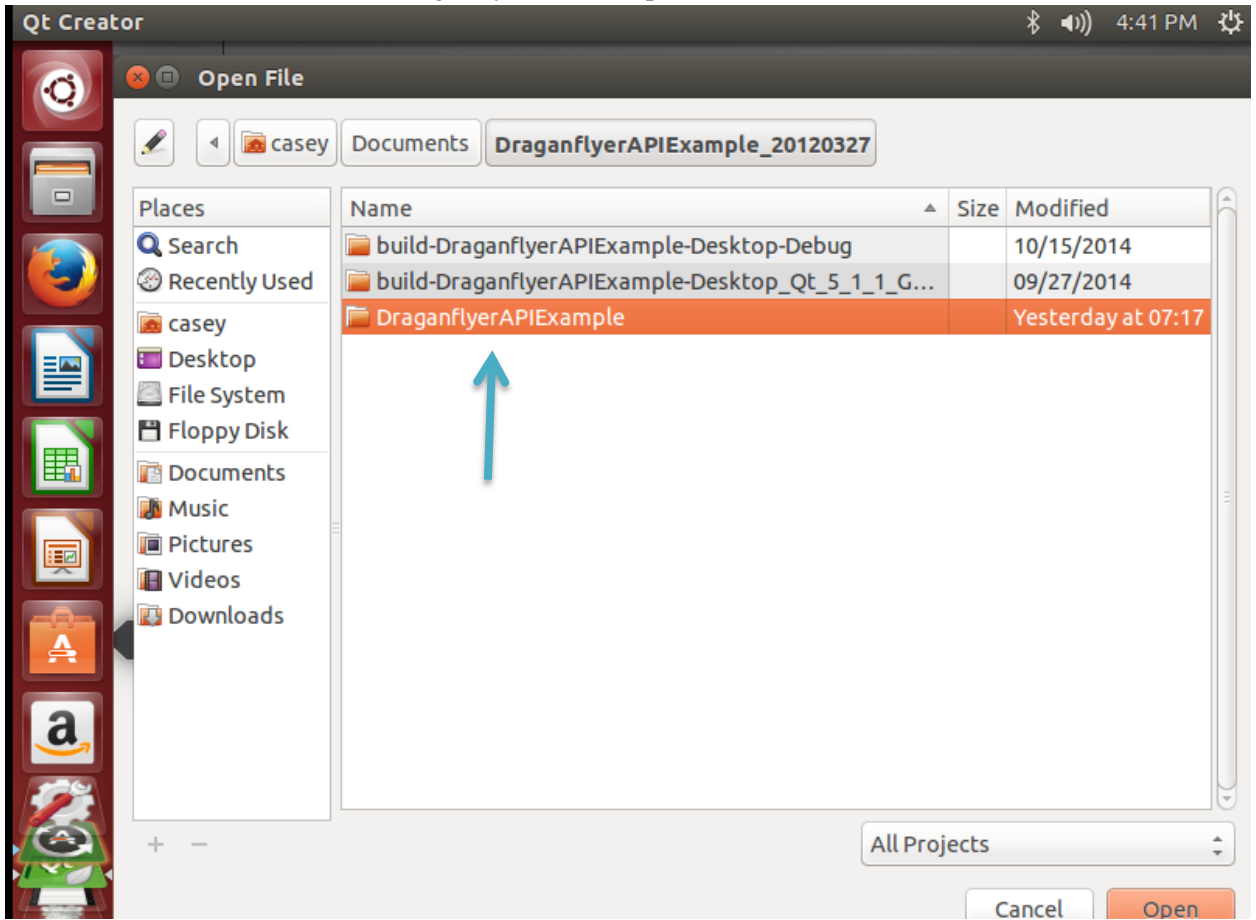 Qt Creator 4:41 PM
Open File
casey Documents DraganflyerAPIExample_20120327
Places Name Size Modified
Search build-DraganflyerAPIExample-Desktop-Debug 10/15/2014
Recently Used build-DraganflyerAPIExample-Desktop_Qt_5_1_1_G... 09/27/2014
casey DraganflyerAPIExample Yesterday at 07:17
Desktop
File System
Floppy Disk
Documents
Music
Pictures
Videos
Downloads
a
+ − All Projects
Cancel Open